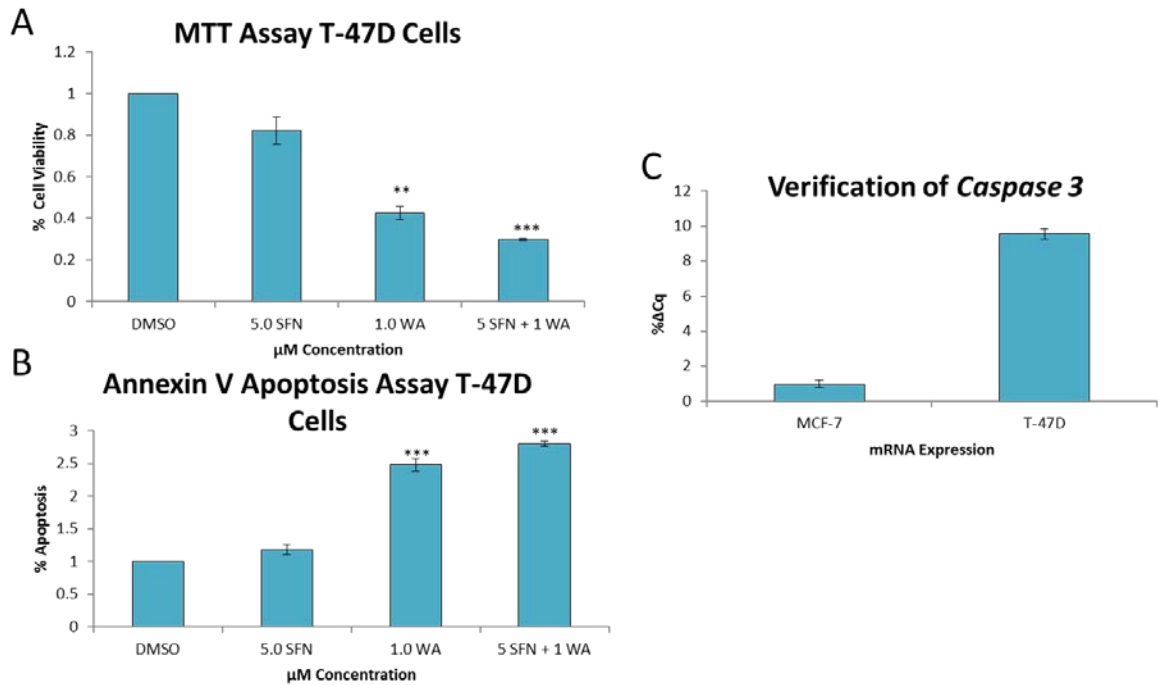 A
MTT Assay T-47D Cells
1.2
1
0.8
0.6
0.4
0.2
0
% Cell Viability
**
***
DMSO 5.0 SFN 1.0 WA 5 SFN + 1 WA
µM Concentration
B
Annexin V Apoptosis Assay T-47D
Cells
3
2.5
2
1.5
1
0.5
0
% Apoptosis
***
***
DMSO 5.0 SFN 1.0 WA 5 SFN + 1 WA
µM Concentration
C
Verification of Caspase 3
12
10
8
6
4
2
0
%ΔCq
MCF-7 T-47D
mRNA Expression